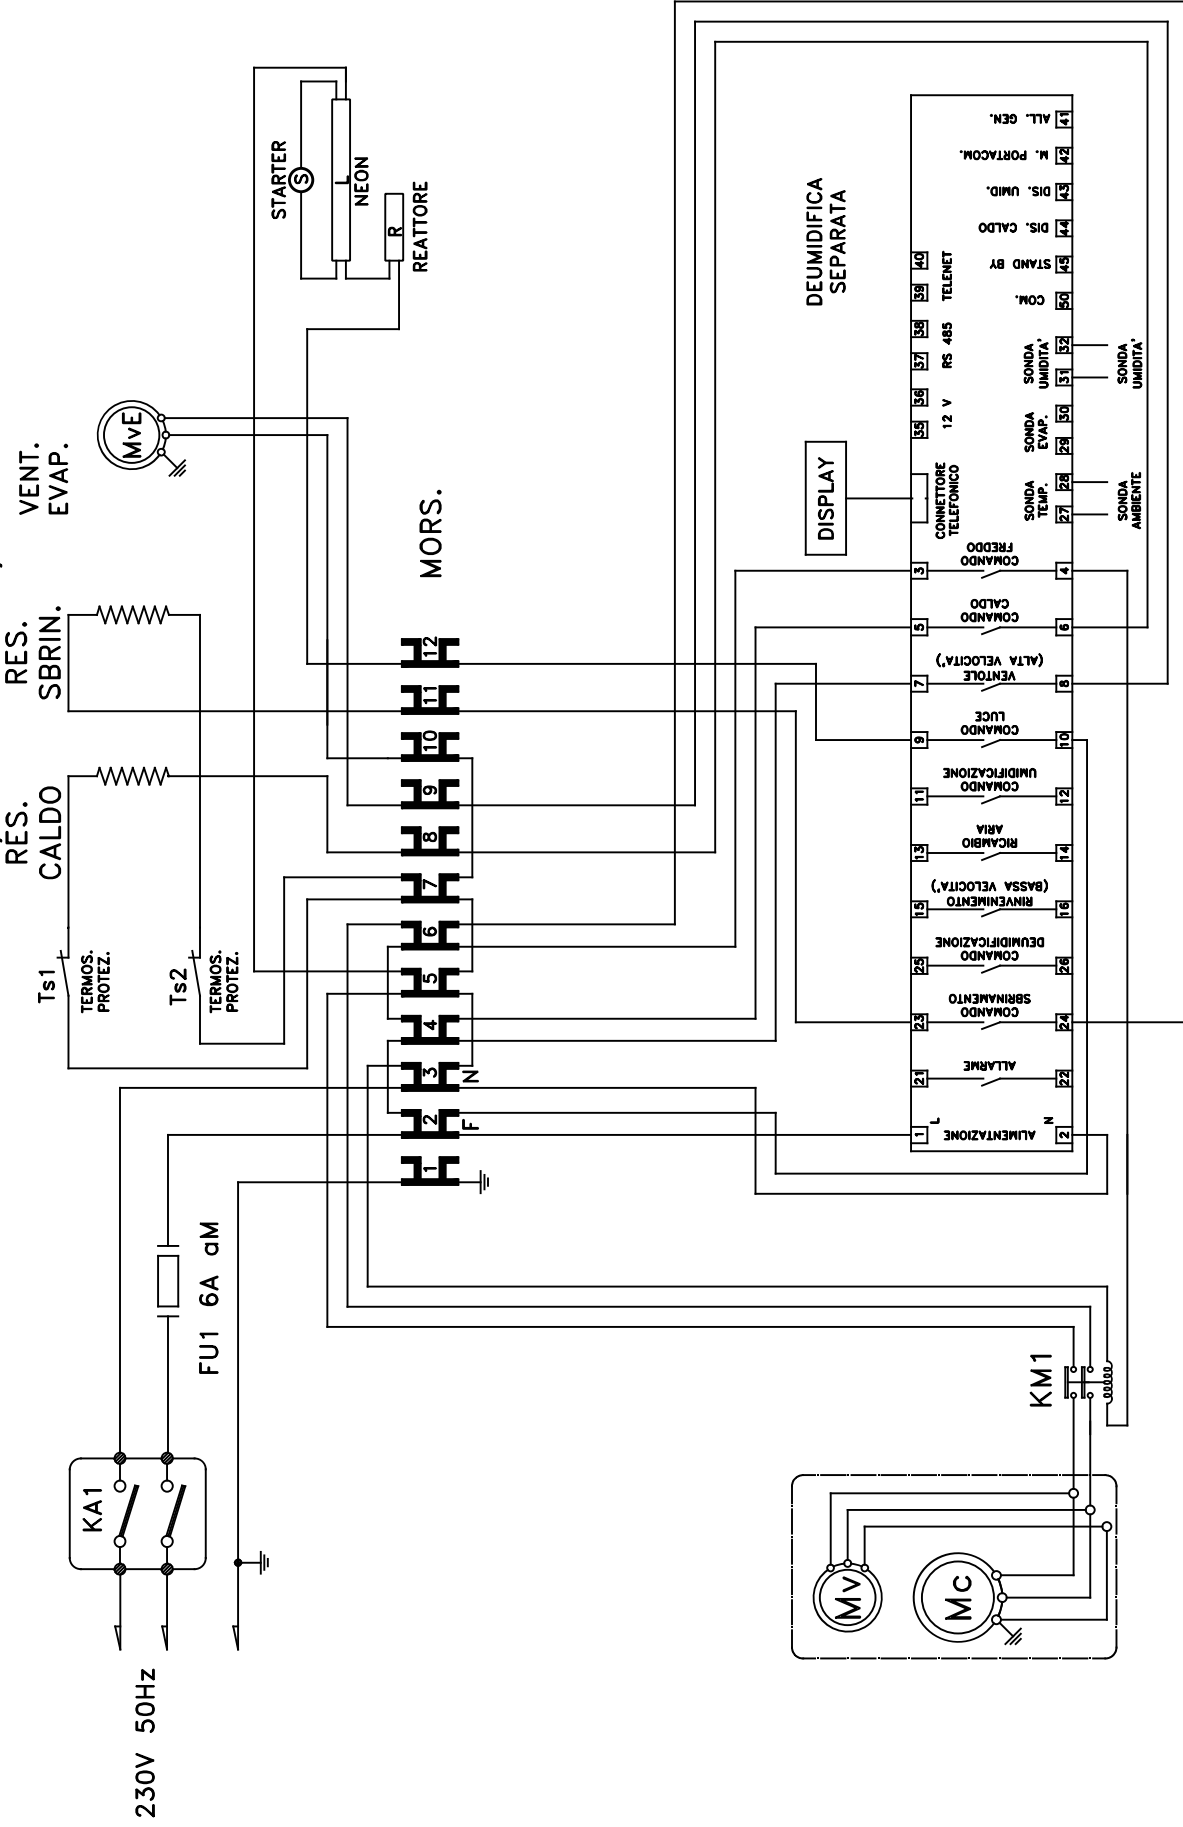 230V 50Hz
KA1
FU1 6A aM
Ts1
TERMOS.
PROTEZ.
Ts2
TERMOS.
PROTEZ.
RES.
CALDO
RES.
SBRIN.
VENT.
EVAP.
MvE
STARTER
S
L
NEON
R
REATTORE
MORS.
1
2
3
4
5
6
7
8
9
10
11
12
F
N
KM1
Mv
Mc
DISPLAY
DEUMIDIFICA
SEPARATA
1
L
ALIMENTAZIONE
N
2
21
ALLARME
22
23
COMANDO
SBRINAMENTO
24
25
COMANDO
DEUMIDIFICAZIONE
26
15
RINVENIMENTO
(BASSA VELOCITA')
16
13
RICAMBIO
ARIA
14
11
COMANDO
UMIDIFICAZIONE
12
9
COMANDO
LUCE
10
7
VENTOLE
(ALTA VELOCITA')
8
5
COMANDO
CALDO
6
3
COMANDO
FREDDO
4
CONNETTORE
TELEFONICO
35
36
12 V
37
38
RS 485
39
40
TELENET
SONDA
TEMP.
27
28
SONDA
AMBIENTE
SONDA
EVAP.
29
30
SONDA
UMIDITA'
31
32
SONDA
UMIDITA'
COM.
50
STAND BY
45
DIS. CALDO
44
DIS. UMID.
43
M. PORTACOM.
42
ALL. GEN.
41